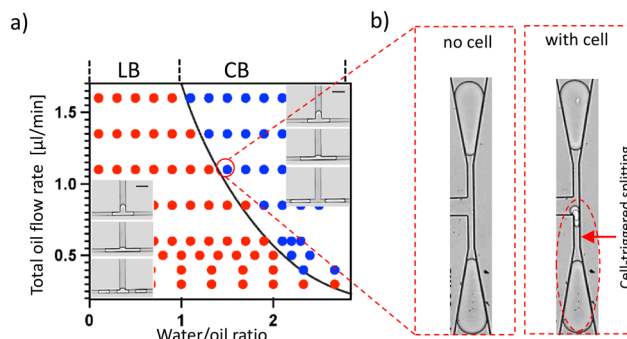 a)
LB
CB
Total oil flow rate [µl/min]
1.5
1.0
0.5
0
1
2
Water/oil ratio
b)
no cell
with cell
Cell-triggered splitting